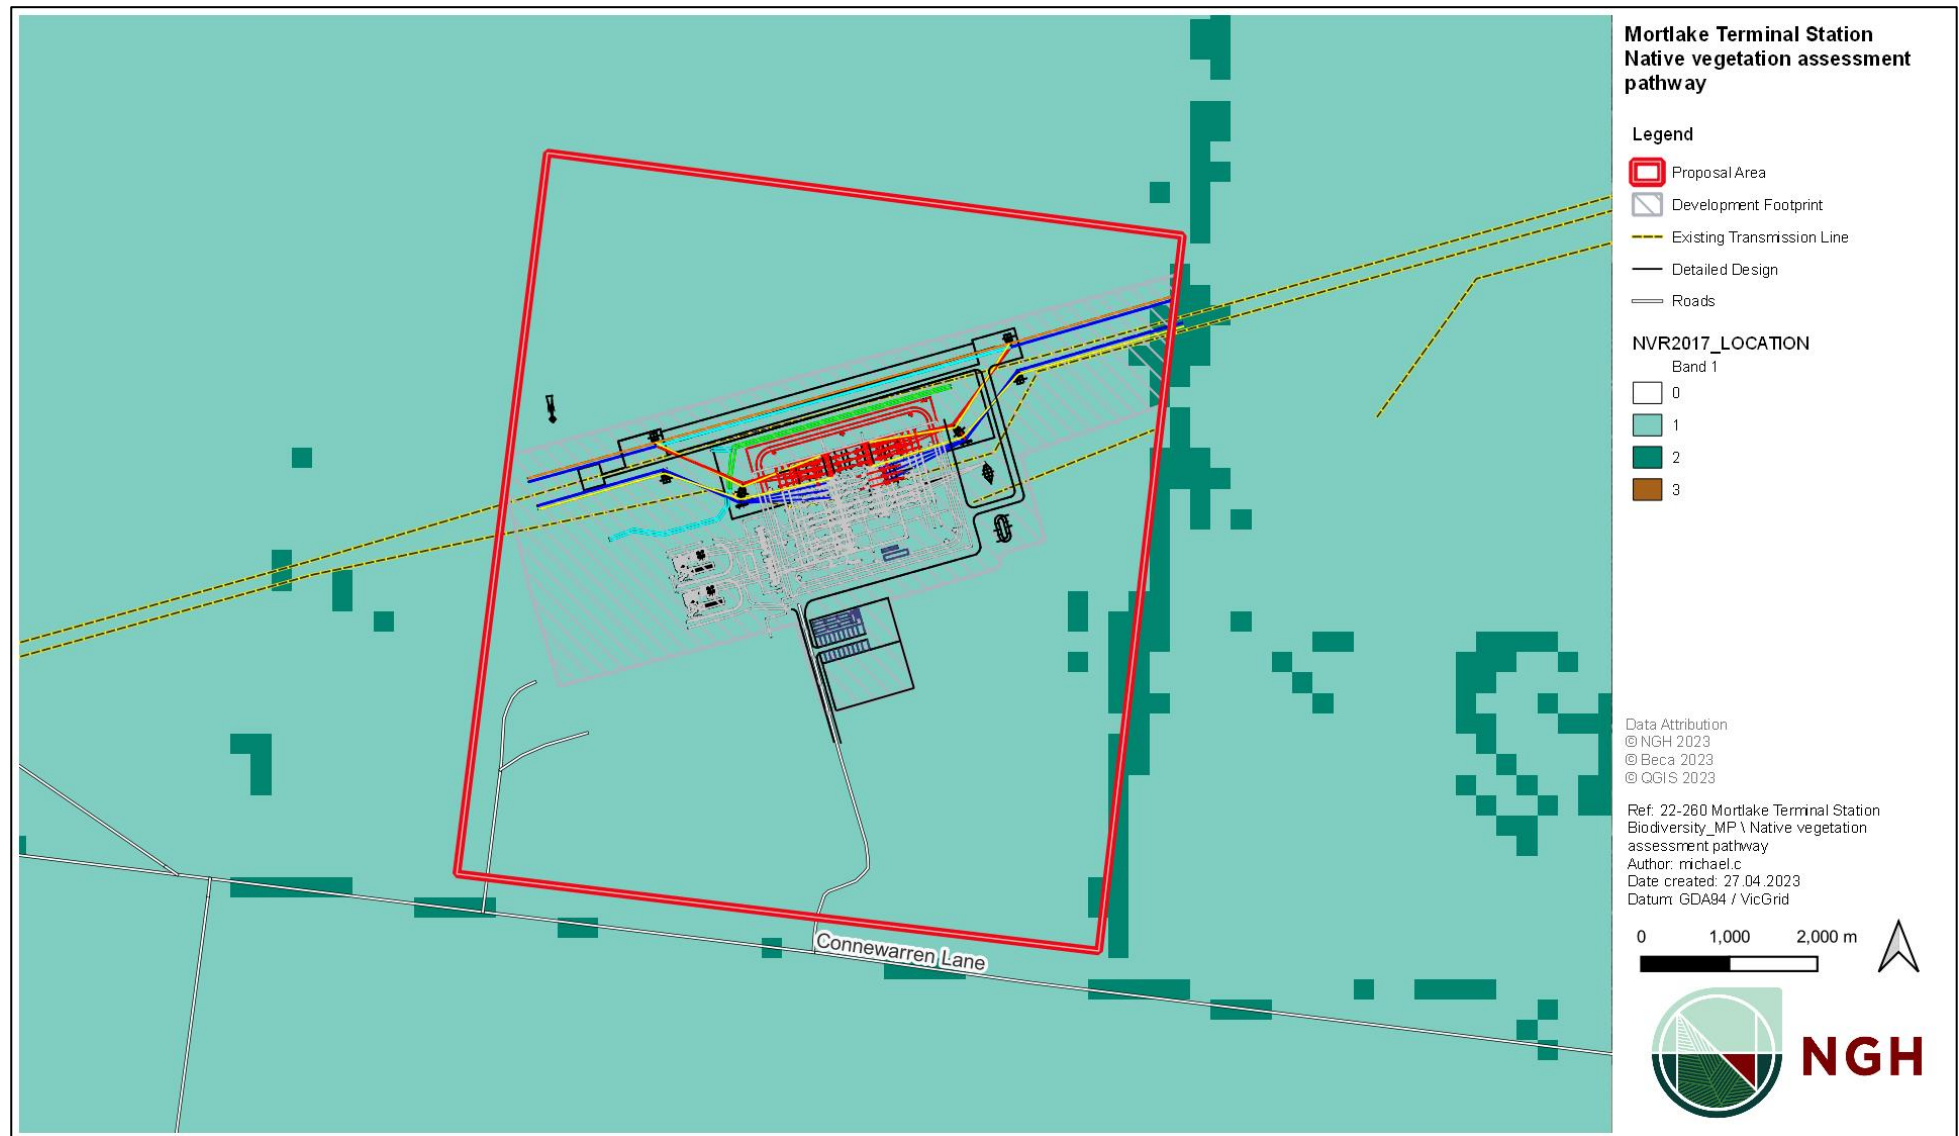 Mortlake Terminal Station
Native vegetation assessment
pathway
Legend
Proposal Area
Development Footprint
Existing Transmission Line
Detailed Design
Roads
NVR2017_LOCATION
Band 1
0
1
2
3
Connewarren Lane
Data Attribution
© NGH 2023
© Beca 2023
© QGIS 2023
Ref: 22-260 Mortlake Terminal Station
Biodiversity_MP \ Native vegetation
assessment pathway
Author: michael.c
Date created: 27.04.2023
Datum: GDA94 / VicGrid
0 1,000 2,000 m
NGH